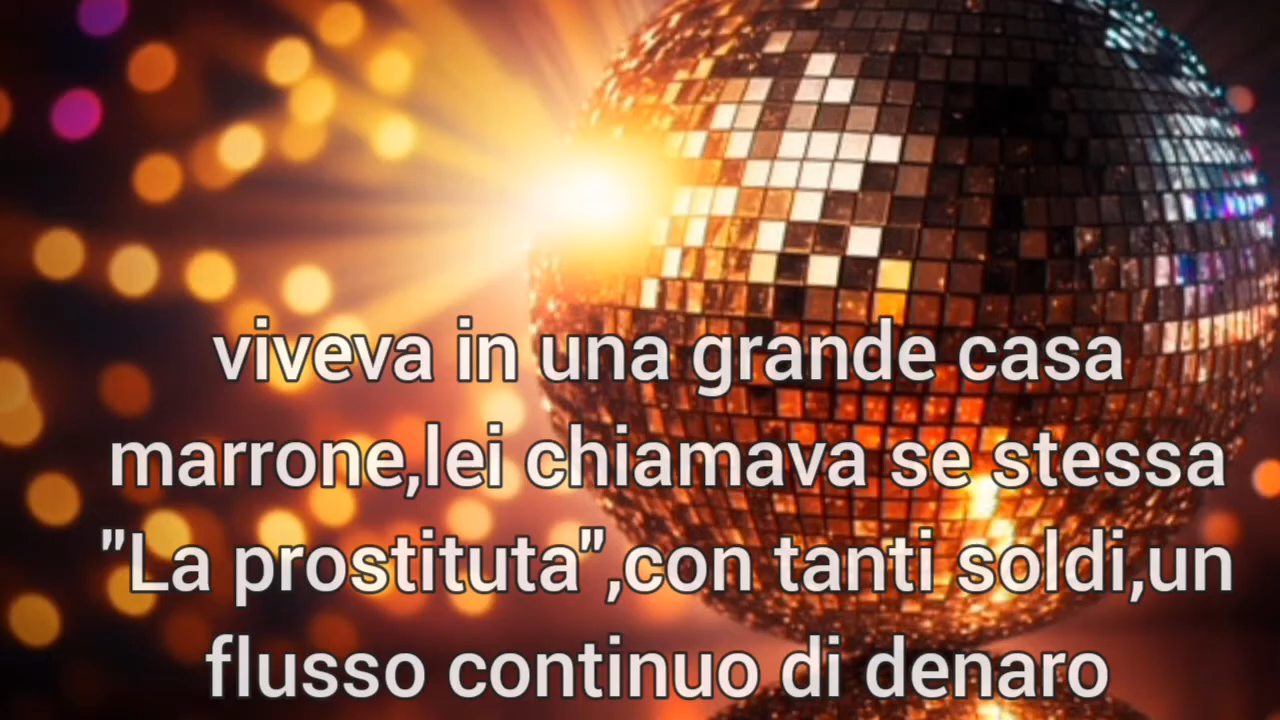 viveva in una grande casa
marrone,lei chiamava se stessa
"La prostituta",con tanti soldi,un
flusso continuo di denaro